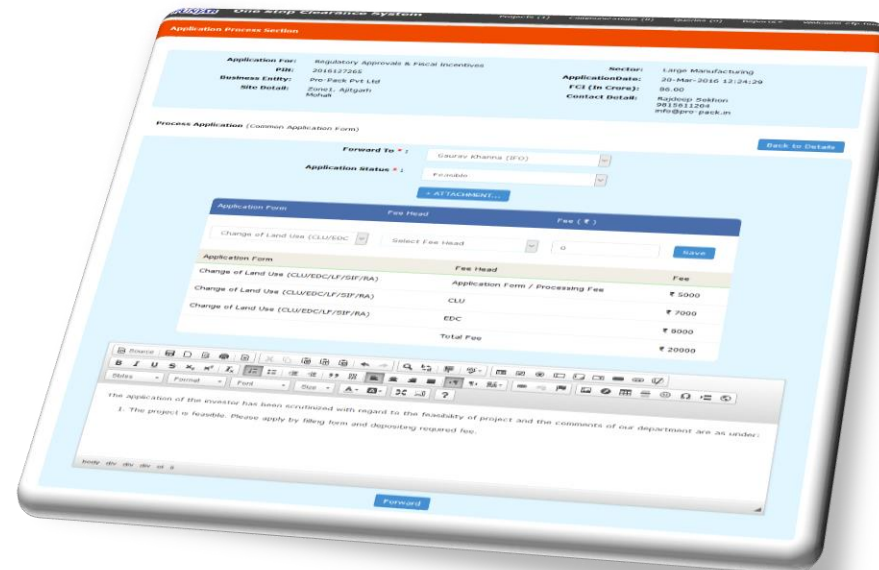 One Stop Clearance System
Projects (1) Communications (0) Queries (0) Reports
Application Process Section
Application For: Regulatory Approvals & Fiscal Incentives
PIN: 2016127265
Business Entity: Pro-Pack Pvt Ltd
Site Detail: Zone1, Ajitgarh
Mohali
Sector: Large Manufacturing
ApplicationDate: 20-Mar-2016 12:24:29
FCI (In Crore): 86.00
Contact Detail: Rajdeep Sekhon
9815611204
info@pro-pack.in
Process Application (Common Application Form)
Back to Details
Forward To * : Gaurav Khanna (IFO)
Application Status * : Feasible
+ ATTACHMENT...
Application Form Fee Head Fee ( ₹ )
Change of Land Use (CLU/EDC Select Fee Head 0 Save
Application Form Fee Head Fee
Change of Land Use (CLU/EDC/LF/SIF/RA) Application Form / Processing Fee ₹ 5000
Change of Land Use (CLU/EDC/LF/SIF/RA) CLU ₹ 7000
Change of Land Use (CLU/EDC/LF/SIF/RA) EDC ₹ 8000
Total Fee ₹ 20000
Source
B I U S
Styles Format Font Size
The application of the investor has been scrutinized with regard to the feasibility of project and the comments of our department are as under:
1. The project is feasible. Please apply by filling form and depositing required fee.
body div div div ol li
Forward